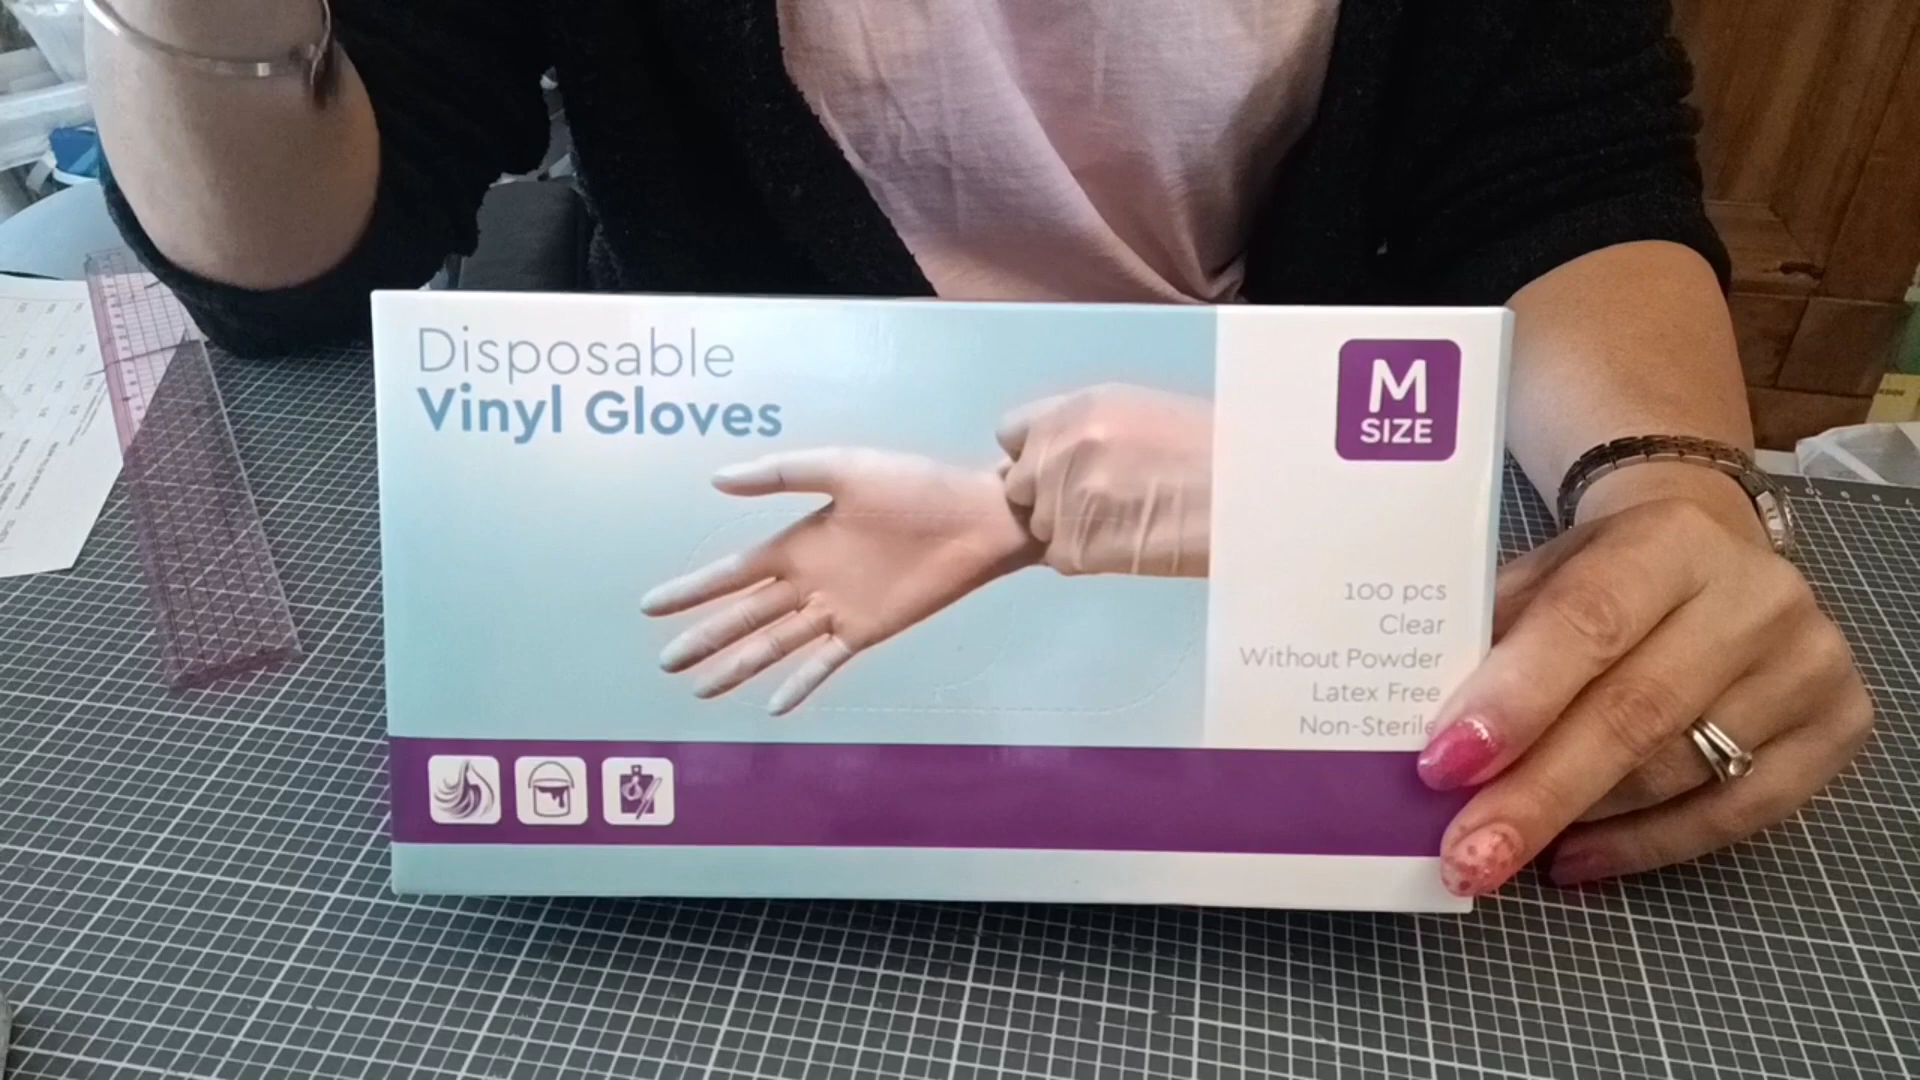 Disposable
Vinyl Gloves
M
SIZE
100 pcs
Clear
Without Powder
Latex Free
Non-Sterile